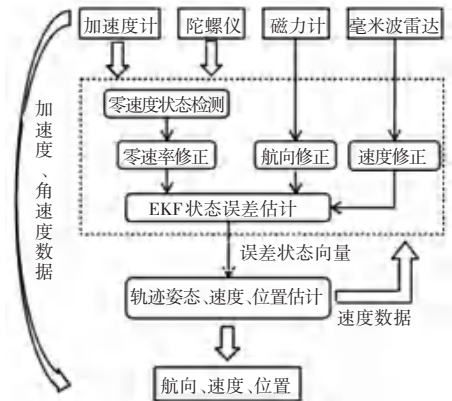 加速度计 陀螺仪 磁力计 毫米波雷达
加速度、角速度数据
零速度状态检测
零速率修正 航向修正 速度修正
EKF状态误差估计
误差状态向量
轨迹姿态、速度、位置估计
速度数据
航向、速度、位置